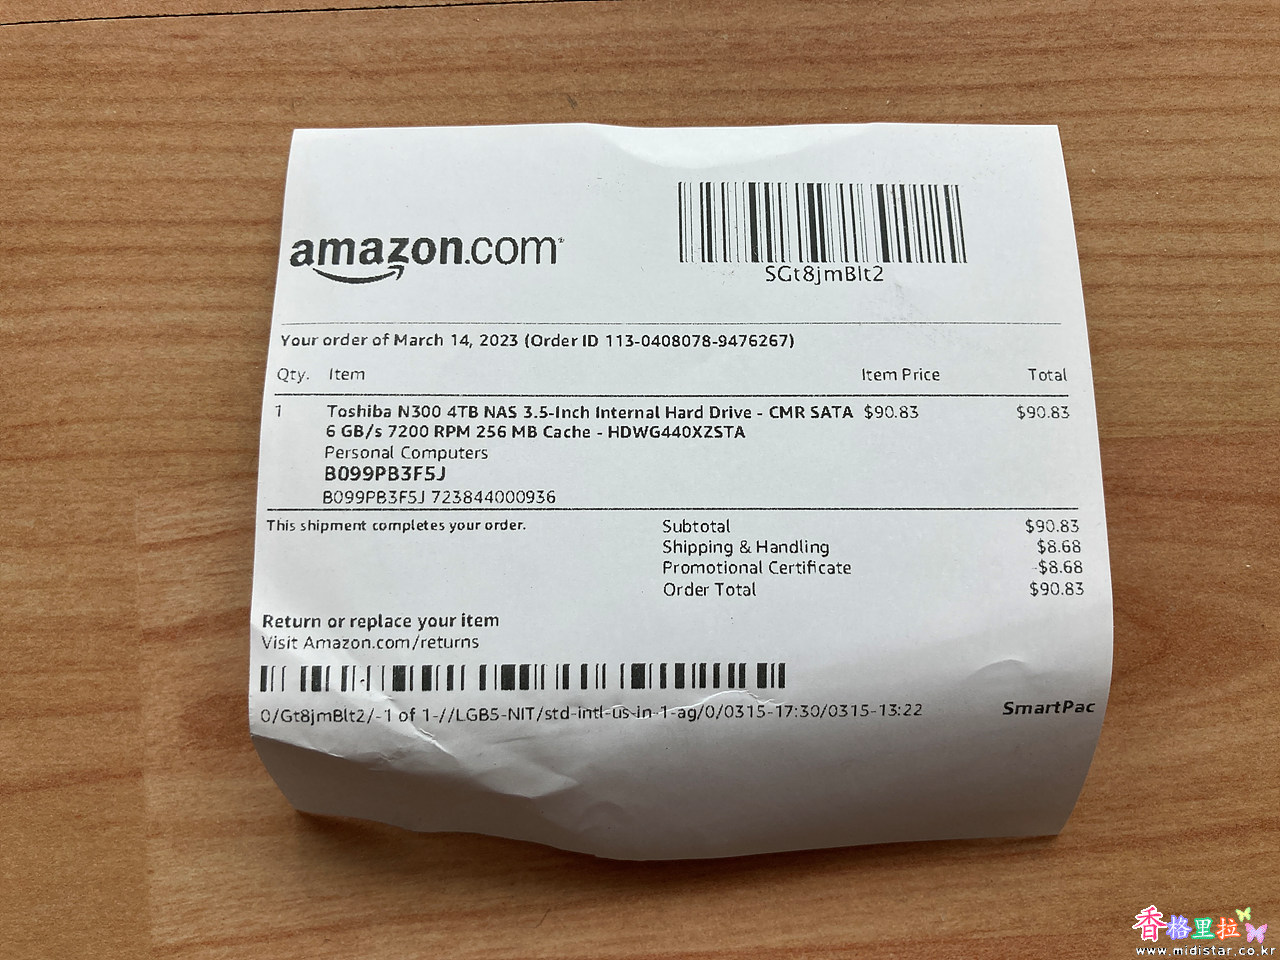 amazon.com
SGt8jmBlt2
Your order of March 14, 2023 (Order ID 113-0408078-9476267)
Qty. Item Item Price Total
1 Toshiba N300 4TB NAS 3.5-Inch Internal Hard Drive - CMR SATA $90.83 $90.83
6 GB/s 7200 RPM 256 MB Cache - HDWG440XZSTA
Personal Computers
B099PB3F5J
B099PB3F5J 723844000936
This shipment completes your order. Subtotal $90.83
Shipping & Handling $8.68
Promotional Certificate -$8.68
Order Total $90.83
Return or replace your item
Visit Amazon.com/returns
0/Gt8jmBlt2/-1 of 1-//LGB5-NIT/std-intl-us-in-1-ag/0/0315-17:30/0315-13:22
SmartPac
香格里拉
www.midistar.co.kr